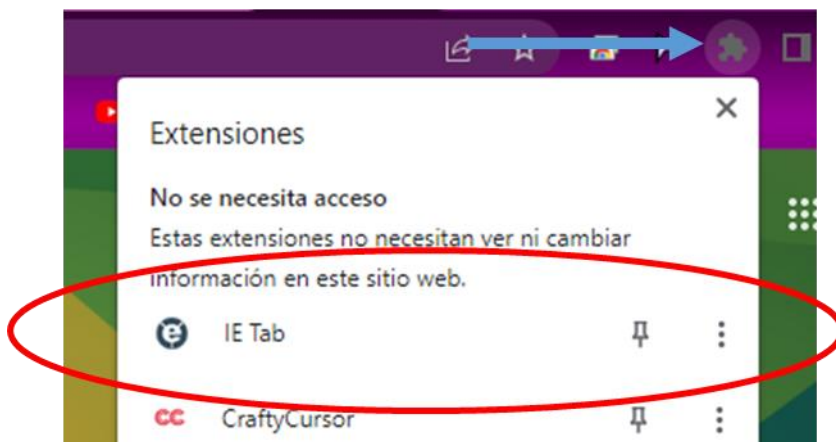 Extensiones
No se necesita acceso
Estas extensiones no necesitan ver ni cambiar
información en este sitio web.
IE Tab
CC CraftyCursor